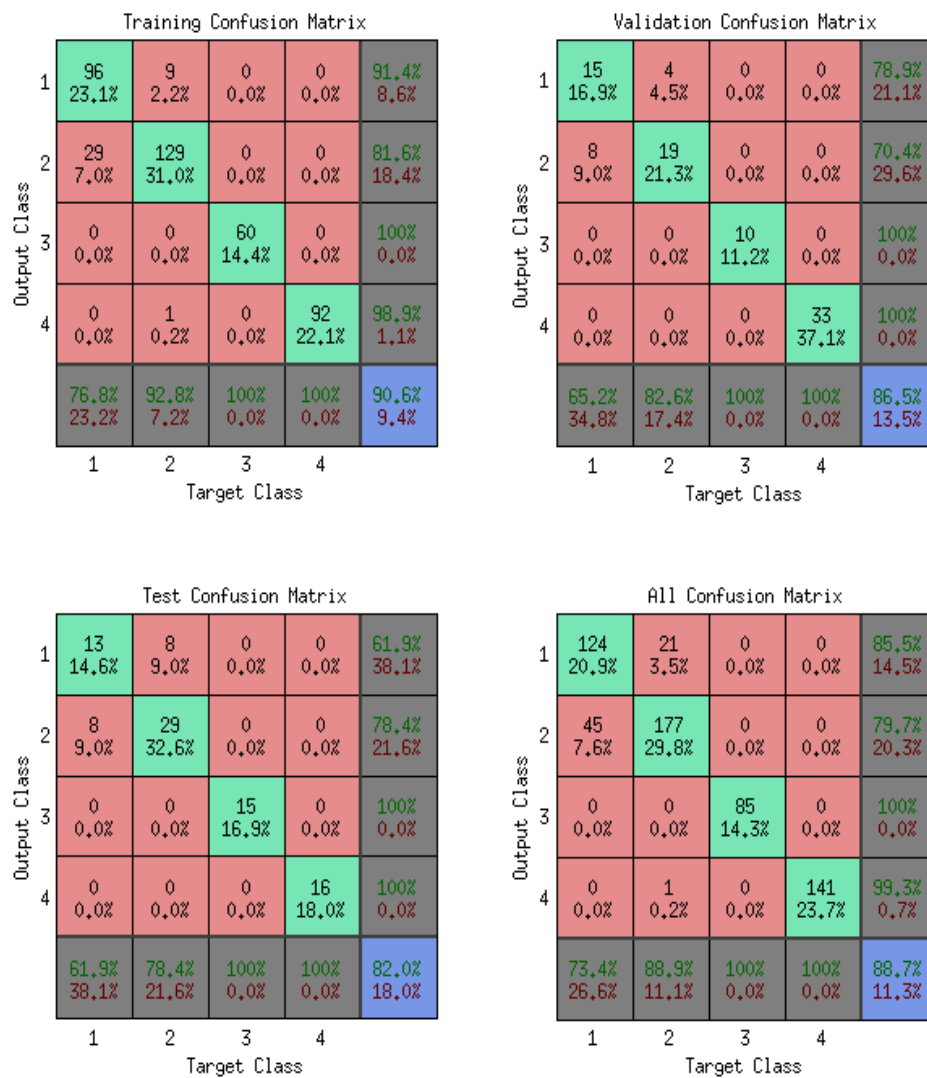 Training Confusion Matrix
1 96 9 0 0 91.4%
23.1% 2.2% 0.0% 0.0% 8.6%
2 29 129 0 0 81.6%
7.0% 31.0% 0.0% 0.0% 18.4%
3 0 0 60 0 100%
0.0% 0.0% 14.4% 0.0% 0.0%
4 0 1 0 92 98.9%
0.0% 0.2% 0.0% 22.1% 1.1%
76.8% 92.8% 100% 100% 90.6%
23.2% 7.2% 0.0% 0.0% 9.4%
1 2 3 4
Target Class
Output Class
Validation Confusion Matrix
1 15 4 0 0 78.9%
16.9% 4.5% 0.0% 0.0% 21.1%
2 8 19 0 0 70.4%
9.0% 21.3% 0.0% 0.0% 29.6%
3 0 0 10 0 100%
0.0% 0.0% 11.2% 0.0% 0.0%
4 0 0 0 33 100%
0.0% 0.0% 0.0% 37.1% 0.0%
65.2% 82.6% 100% 100% 86.5%
34.8% 17.4% 0.0% 0.0% 13.5%
1 2 3 4
Target Class
Output Class
Test Confusion Matrix
1 13 8 0 0 61.9%
14.6% 9.0% 0.0% 0.0% 38.1%
2 8 29 0 0 78.4%
9.0% 32.6% 0.0% 0.0% 21.6%
3 0 0 15 0 100%
0.0% 0.0% 16.9% 0.0% 0.0%
4 0 0 0 16 100%
0.0% 0.0% 0.0% 18.0% 0.0%
61.9% 78.4% 100% 100% 82.0%
38.1% 21.6% 0.0% 0.0% 18.0%
1 2 3 4
Target Class
Output Class
All Confusion Matrix
1 124 21 0 0 85.5%
20.9% 3.5% 0.0% 0.0% 14.5%
2 45 177 0 0 79.7%
7.6% 29.8% 0.0% 0.0% 20.3%
3 0 0 85 0 100%
0.0% 0.0% 14.3% 0.0% 0.0%
4 0 1 0 141 99.3%
0.0% 0.2% 0.0% 23.7% 0.7%
73.4% 88.9% 100% 100% 88.7%
26.6% 11.1% 0.0% 0.0% 11.3%
1 2 3 4
Target Class
Output Class